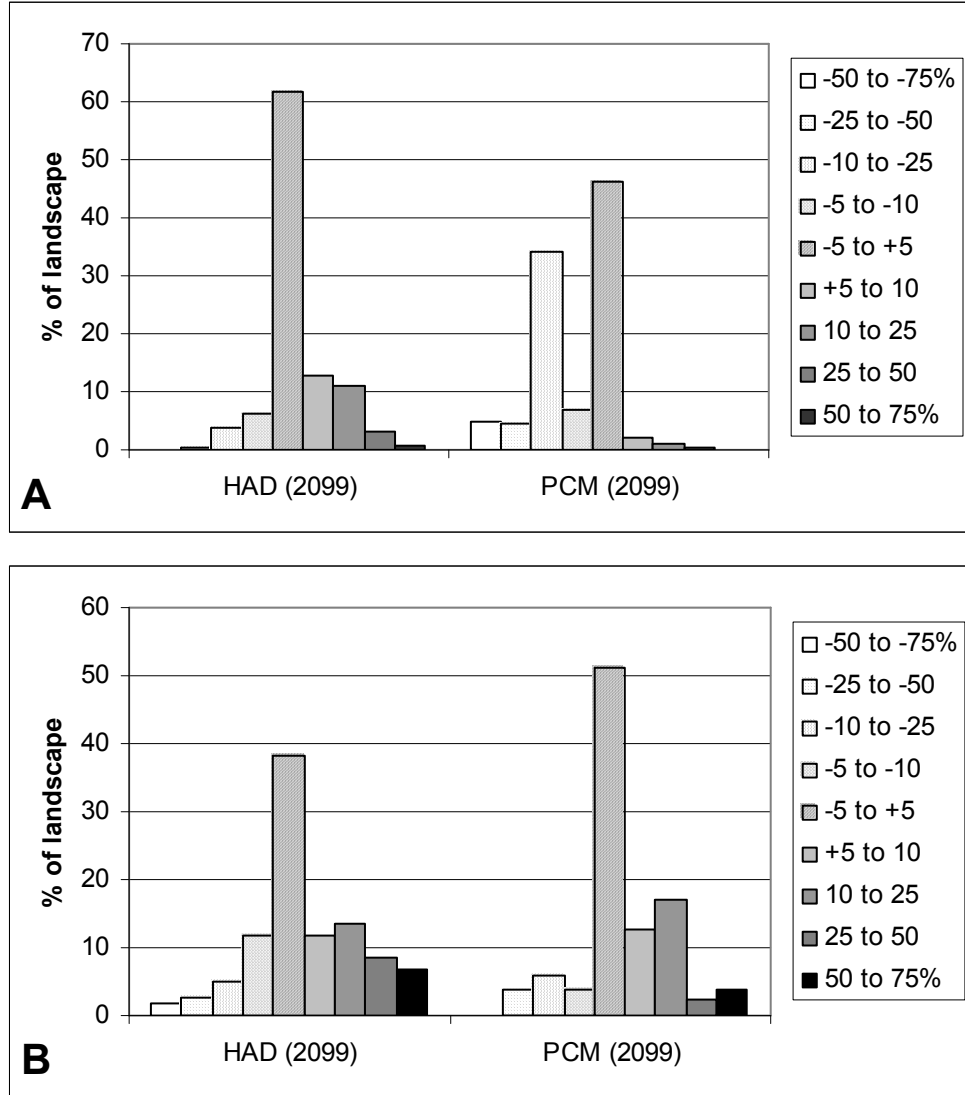 70
60
50
40
30
20
10
0
% of landscape
HAD (2099)
PCM (2099)
A
-50 to -75%
-25 to -50
-10 to -25
-5 to -10
-5 to +5
+5 to 10
10 to 25
25 to 50
50 to 75%
60
50
40
30
20
10
0
% of landscape
HAD (2099)
PCM (2099)
B
-50 to -75%
-25 to -50
-10 to -25
-5 to -10
-5 to +5
+5 to 10
10 to 25
25 to 50
50 to 75%